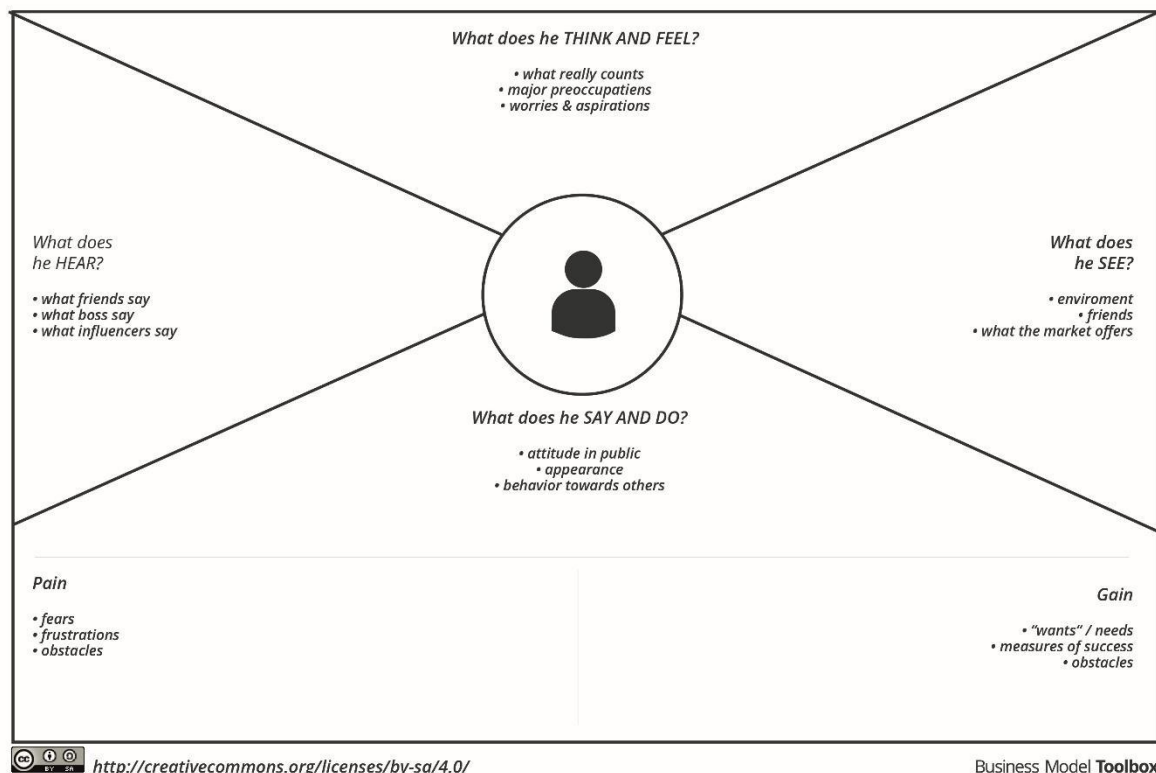 What does he THINK AND FEEL?
• what really counts
• major preoccupatiens
• worries & aspirations
What does
he HEAR?
• what friends say
• what boss say
• what influencers say
What does
he SEE?
• enviroment
• friends
• what the market offers
What does he SAY AND DO?
• attitude in public
• appearance
• behavior towards others
Pain
• fears
• frustrations
• obstacles
Gain
• “wants” / needs
• measures of success
• obstacles
cc BY SA
http://creativecommons.org/licenses/by-sa/4.0/
Business Model Toolbox